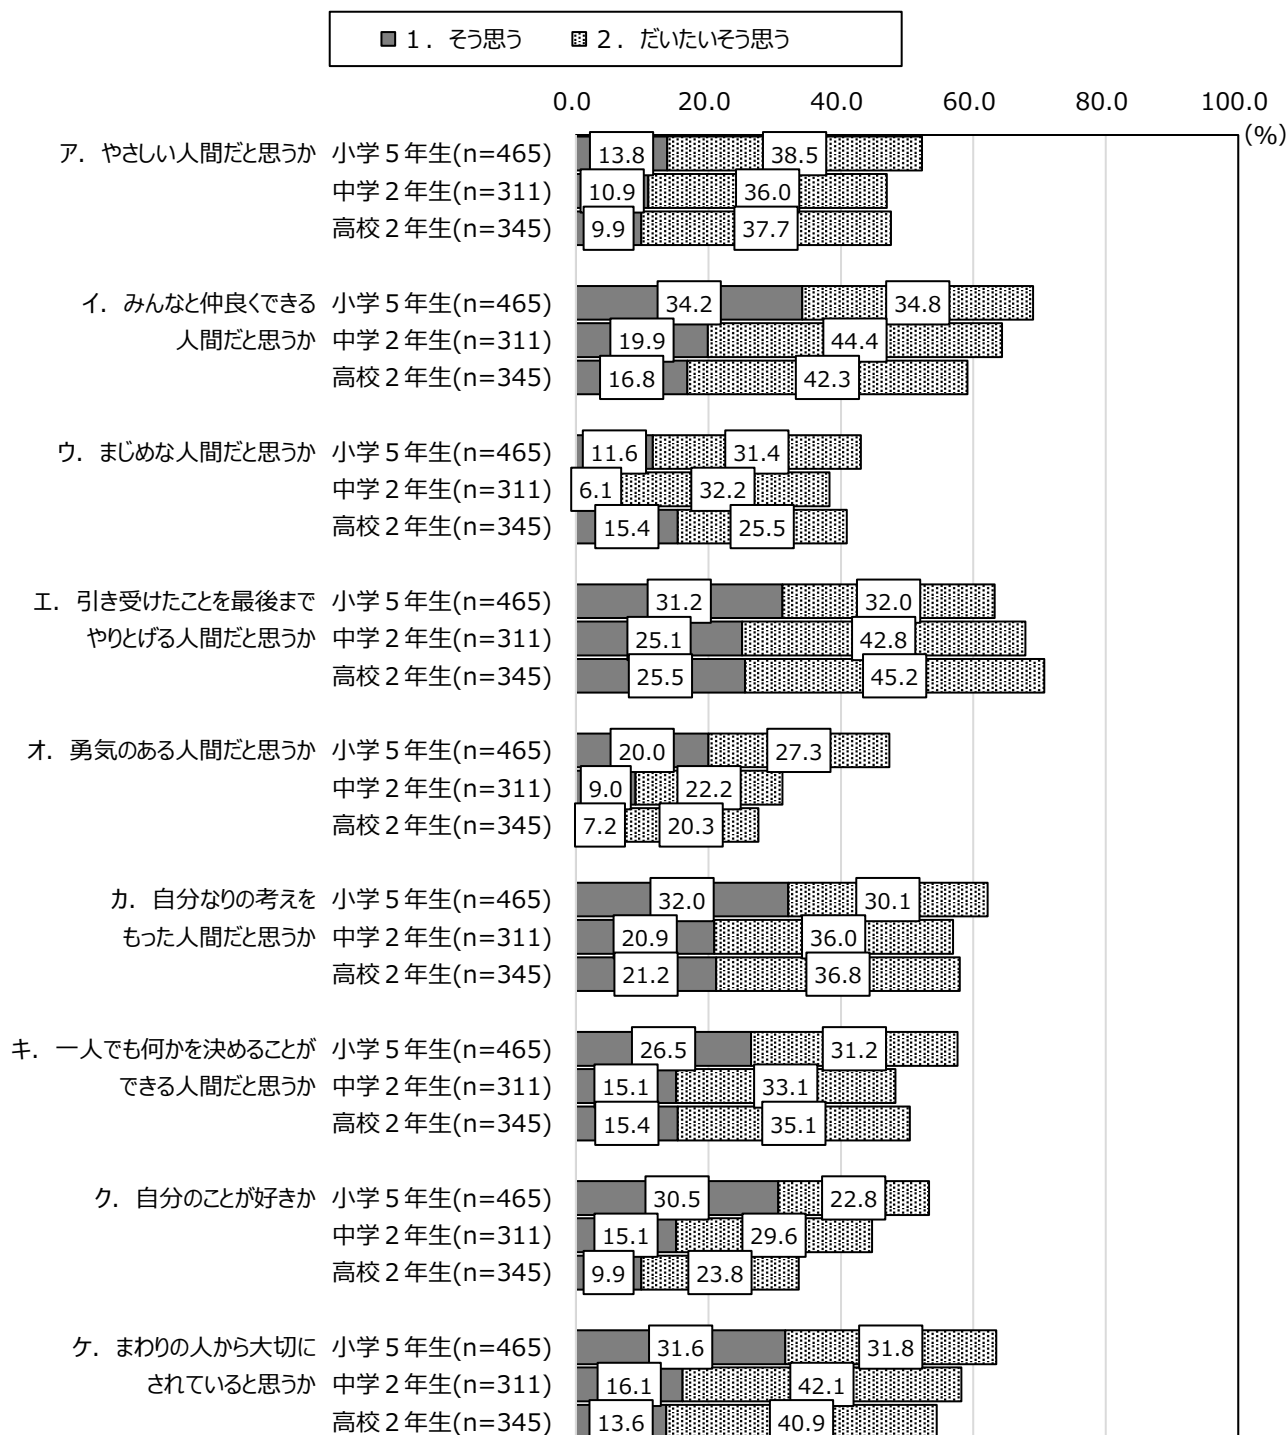 1．そう思う　2．だいたいそう思う
0.0 20.0 40.0 60.0 80.0 100.0
(%)
ア．やさしい人間だと思うか 小学５年生(n=465) 13.8 38.5
中学２年生(n=311) 10.9 36.0
高校２年生(n=345) 9.9 37.7
イ．みんなと仲良くできる 小学５年生(n=465) 34.2 34.8
人間だと思うか 中学２年生(n=311) 19.9 44.4
高校２年生(n=345) 16.8 42.3
ウ．まじめな人間だと思うか 小学５年生(n=465) 11.6 31.4
中学２年生(n=311) 6.1 32.2
高校２年生(n=345) 15.4 25.5
エ．引き受けたことを最後まで 小学５年生(n=465) 31.2 32.0
やりとげる人間だと思うか 中学２年生(n=311) 25.1 42.8
高校２年生(n=345) 25.5 45.2
オ．勇気のある人間だと思うか 小学５年生(n=465) 20.0 27.3
中学２年生(n=311) 9.0 22.2
高校２年生(n=345) 7.2 20.3
カ．自分なりの考えを 小学５年生(n=465) 32.0 30.1
もった人間だと思うか 中学２年生(n=311) 20.9 36.0
高校２年生(n=345) 21.2 36.8
キ．一人でも何かを決めることが 小学５年生(n=465) 26.5 31.2
できる人間だと思うか 中学２年生(n=311) 15.1 33.1
高校２年生(n=345) 15.4 35.1
ク．自分のことが好きか 小学５年生(n=465) 30.5 22.8
中学２年生(n=311) 15.1 29.6
高校２年生(n=345) 9.9 23.8
ケ．まわりの人から大切に 小学５年生(n=465) 31.6 31.8
されていると思うか 中学２年生(n=311) 16.1 42.1
高校２年生(n=345) 13.6 40.9